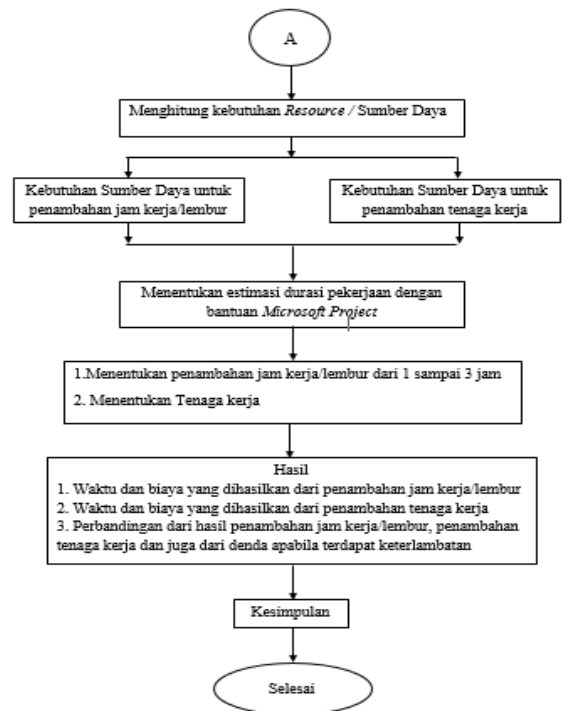 A
Menghitung kebutuhan Resource / Sumber Daya
Kebutuhan Sumber Daya untuk
penambahan jam kerja/lembur
Kebutuhan Sumber Daya untuk
penambahan tenaga kerja
Menentukan estimasi durasi pekerjaan dengan
bantuan Microsoft Project
1.Menentukan penambahan jam kerja/lembur dari 1 sampai 3 jam
2. Menentukan Tenaga kerja
Hasil
1. Waktu dan biaya yang dihasilkan dari penambahan jam kerja/lembur
2. Waktu dan biaya yang dihasilkan dari penambahan tenaga kerja
3. Perbandingan dari hasil penambahan jam kerja/lembur, penambahan
tenaga kerja dan juga dari denda apabila terdapat keterlambatan
Kesimpulan
Selesai